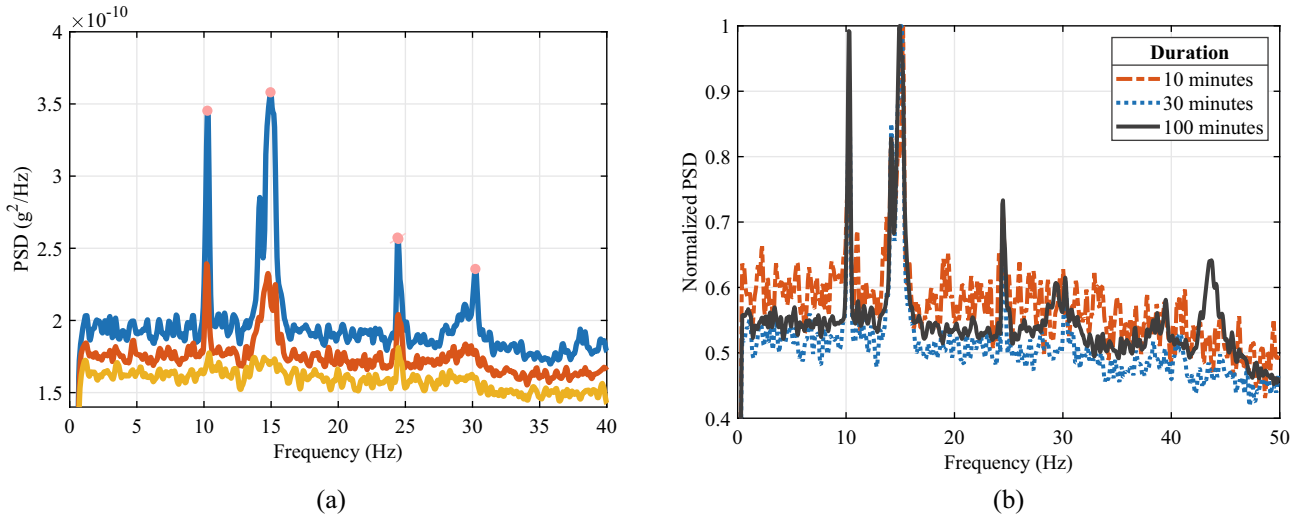 ×10⁻¹⁰
4
3.5
3
2.5
2
1.5
PSD (g²/Hz)
0 5 10 15 20 25 30 35 40
Frequency (Hz)
(a)
1
0.9
0.8
0.7
0.6
0.5
0.4
Normalized PSD
Duration
10 minutes
30 minutes
100 minutes
0 10 20 30 40 50
Frequency (Hz)
(b)